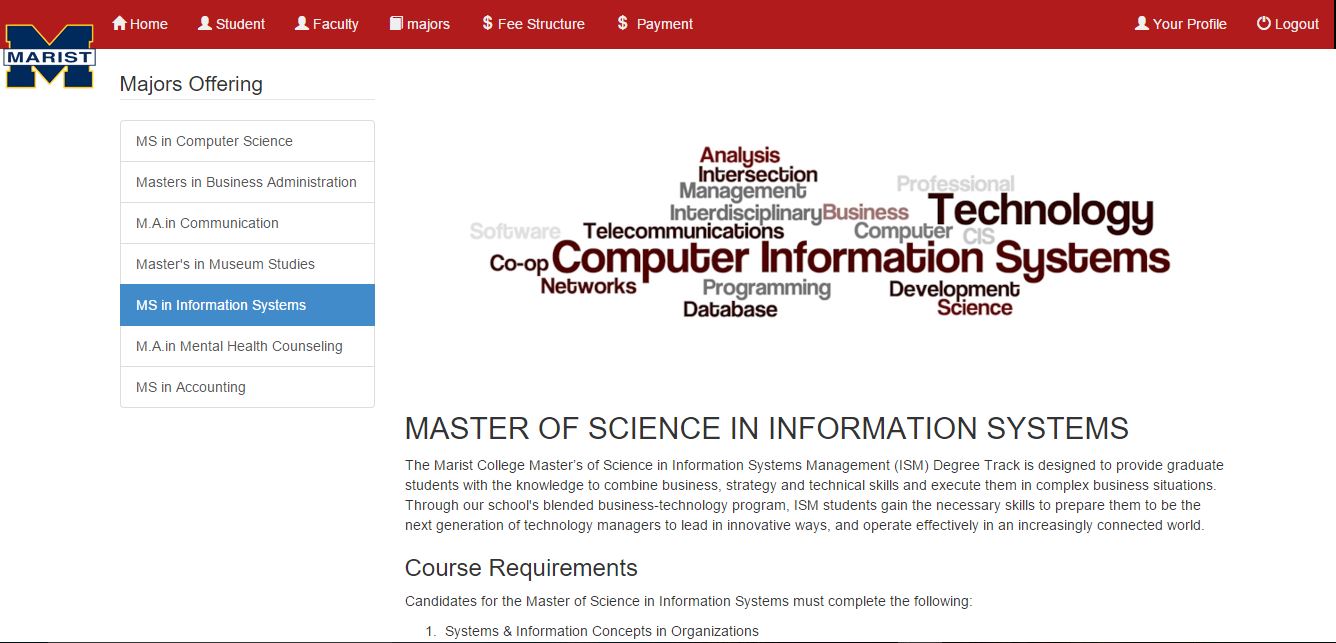 Home Student Faculty majors Fee Structure Payment Your Profile Logout
MARIST
Majors Offering
MS in Computer Science
Masters in Business Administration
M.A.in Communication
Master's in Museum Studies
MS in Information Systems
M.A.in Mental Health Counseling
MS in Accounting
Analysis
Intersection
Management
Professional
Interdisciplinary Business Technology
Software Telecommunications Computer CIS
Co-op Computer Information Systems
Networks Programming Development
Database Science
MASTER OF SCIENCE IN INFORMATION SYSTEMS
The Marist College Master's of Science in Information Systems Management (ISM) Degree Track is designed to provide graduate
students with the knowledge to combine business, strategy and technical skills and execute them in complex business situations.
Through our school's blended business-technology program, ISM students gain the necessary skills to prepare them to be the
next generation of technology managers to lead in innovative ways, and operate effectively in an increasingly connected world.
Course Requirements
Candidates for the Master of Science in Information Systems must complete the following:
1. Systems & Information Concepts in Organizations